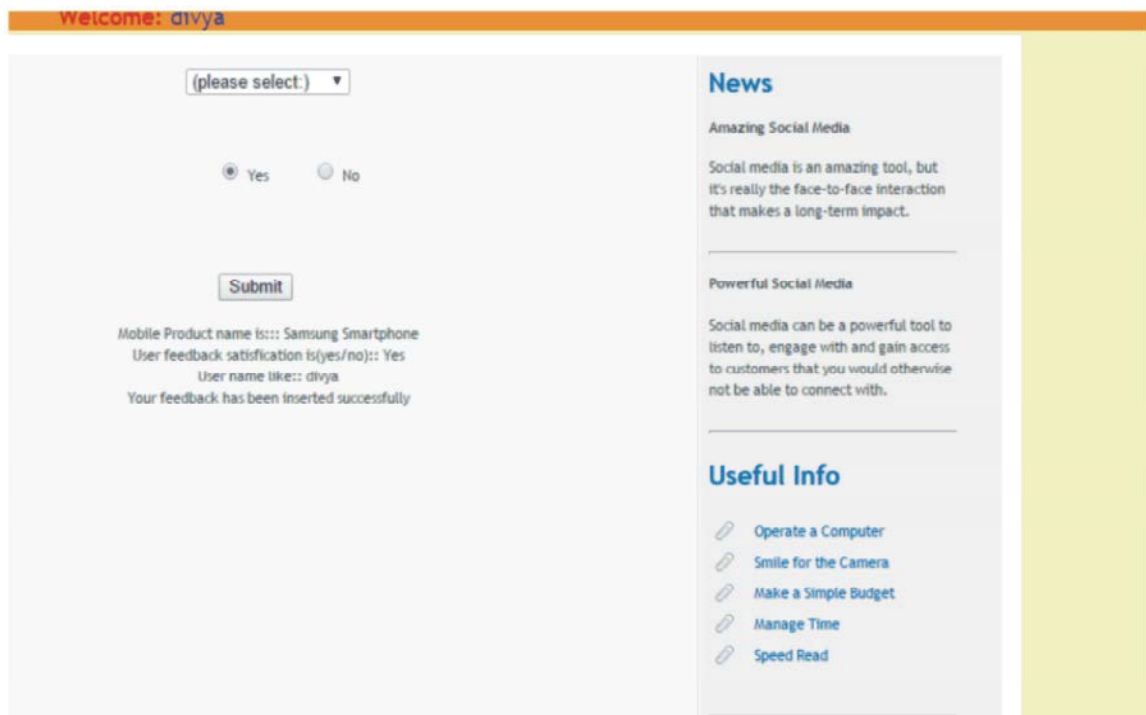 Welcome: divya
(please select:)
Yes No
Submit
Mobile Product name is::: Samsung Smartphone
User feedback satisfication is(yes/no):: Yes
User name like:: divya
Your feedback has been inserted successfully
News
Amazing Social Media
Social media is an amazing tool, but
it's really the face-to-face interaction
that makes a long-term impact.
Powerful Social Media
Social media can be a powerful tool to
listen to, engage with and gain access
to customers that you would otherwise
not be able to connect with.
Useful Info
Operate a Computer
Smile for the Camera
Make a Simple Budget
Manage Time
Speed Read